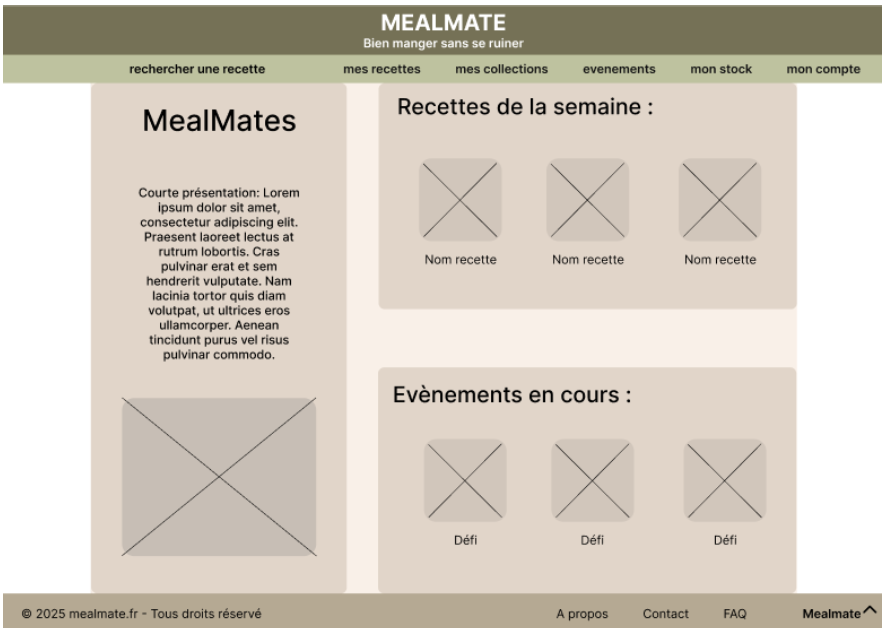 MEALMATE
Bien manger sans se ruiner
rechercher une recette mes recettes mes collections evenements mon stock mon compte
MealMates
Courte présentation: Lorem
ipsum dolor sit amet,
consectetur adipiscing elit.
Praesent laoreet lectus at
rutrum lobortis. Cras
pulvinar erat et sem
hendrerit vulputate. Nam
lacinia tortor quis diam
volutpat, ut ultrices eros
ullamcorper. Aenean
tincidunt purus vel risus
pulvinar commodo.
Recettes de la semaine :
Nom recette Nom recette Nom recette
Evènements en cours :
Défi Défi Défi
© 2025 mealmate.fr - Tous droits réservé A propos Contact FAQ Mealmate